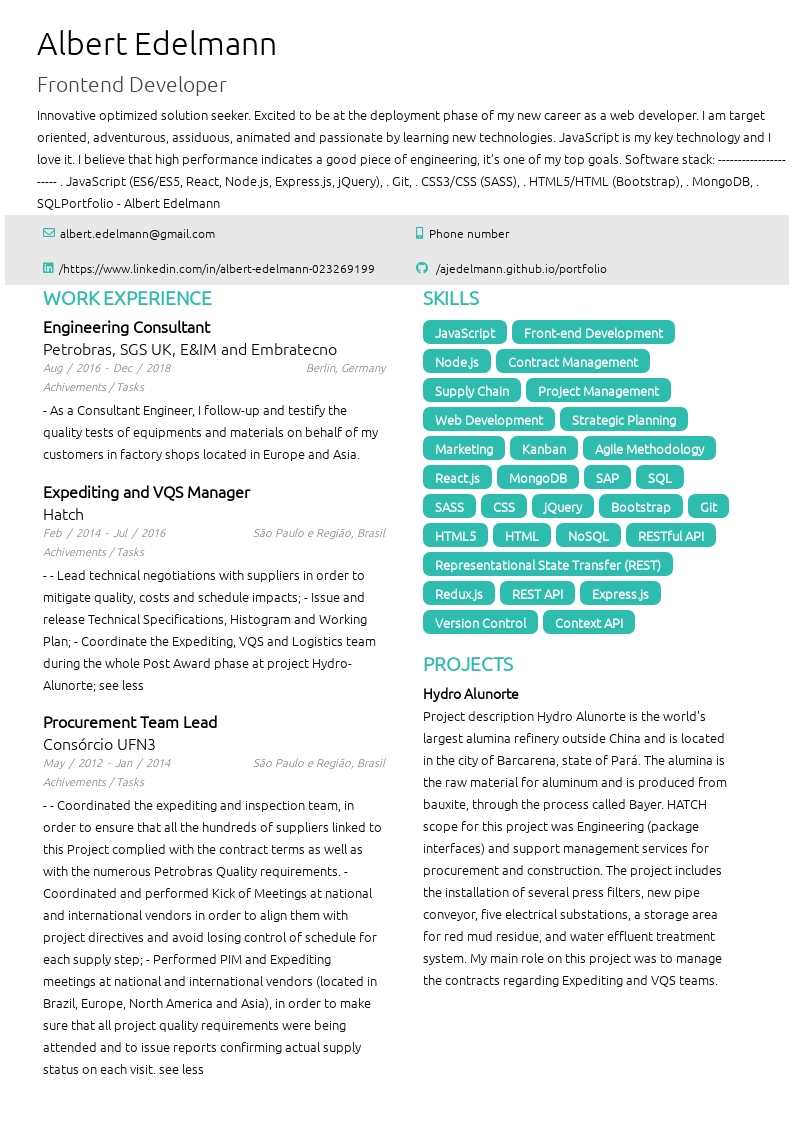 Albert Edelmann
Frontend Developer
Innovative optimized solution seeker. Excited to be at the deployment phase of my new career as a web developer. I am target
oriented, adventurous, assiduous, animated and passionate by learning new technologies. JavaScript is my key technology and I
love it. I believe that high performance indicates a good piece of engineering, it's one of my top goals. Software stack: ------------------
----- . JavaScript (ES6/ES5, React, Node.js, Express.js, jQuery), . Git, . CSS3/CSS (SASS), . HTML5/HTML (Bootstrap), . MongoDB, .
SQLPortfolio - Albert Edelmann
albert.edelmann@gmail.com
Phone number
/https://www.linkedin.com/in/albert-edelmann-023269199
/ajedelmann.github.io/portfolio
WORK EXPERIENCE
Engineering Consultant
Petrobras, SGS UK, E&IM and Embratecno
Aug / 2016 - Dec / 2018 Berlin, Germany
Achivements / Tasks
- As a Consultant Engineer, I follow-up and testify the
quality tests of equipments and materials on behalf of my
customers in factory shops located in Europe and Asia.
Expediting and VQS Manager
Hatch
Feb / 2014 - Jul / 2016 São Paulo e Região, Brasil
Achivements / Tasks
- - Lead technical negotiations with suppliers in order to
mitigate quality, costs and schedule impacts; - Issue and
release Technical Specifications, Histogram and Working
Plan; - Coordinate the Expediting, VQS and Logistics team
during the whole Post Award phase at project Hydro-
Alunorte; see less
Procurement Team Lead
Consórcio UFN3
May / 2012 - Jan / 2014 São Paulo e Região, Brasil
Achivements / Tasks
- - Coordinated the expediting and inspection team, in
order to ensure that all the hundreds of suppliers linked to
this Project complied with the contract terms as well as
with the numerous Petrobras Quality requirements. -
Coordinated and performed Kick of Meetings at national
and international vendors in order to align them with
project directives and avoid losing control of schedule for
each supply step; - Performed PIM and Expediting
meetings at national and international vendors (located in
Brazil, Europe, North America and Asia), in order to make
sure that all project quality requirements were being
attended and to issue reports confirming actual supply
status on each visit. see less
SKILLS
JavaScript Front-end Development
Node.js Contract Management
Supply Chain Project Management
Web Development Strategic Planning
Marketing Kanban Agile Methodology
React.js MongoDB SAP SQL
SASS CSS jQuery Bootstrap Git
HTML5 HTML NoSQL RESTful API
Representational State Transfer (REST)
Redux.js REST API Express.js
Version Control Context API
PROJECTS
Hydro Alunorte
Project description Hydro Alunorte is the world's
largest alumina refinery outside China and is located
in the city of Barcarena, state of Pará. The alumina is
the raw material for aluminum and is produced from
bauxite, through the process called Bayer. HATCH
scope for this project was Engineering (package
interfaces) and support management services for
procurement and construction. The project includes
the installation of several press filters, new pipe
conveyor, five electrical substations, a storage area
for red mud residue, and water effluent treatment
system. My main role on this project was to manage
the contracts regarding Expediting and VQS teams.